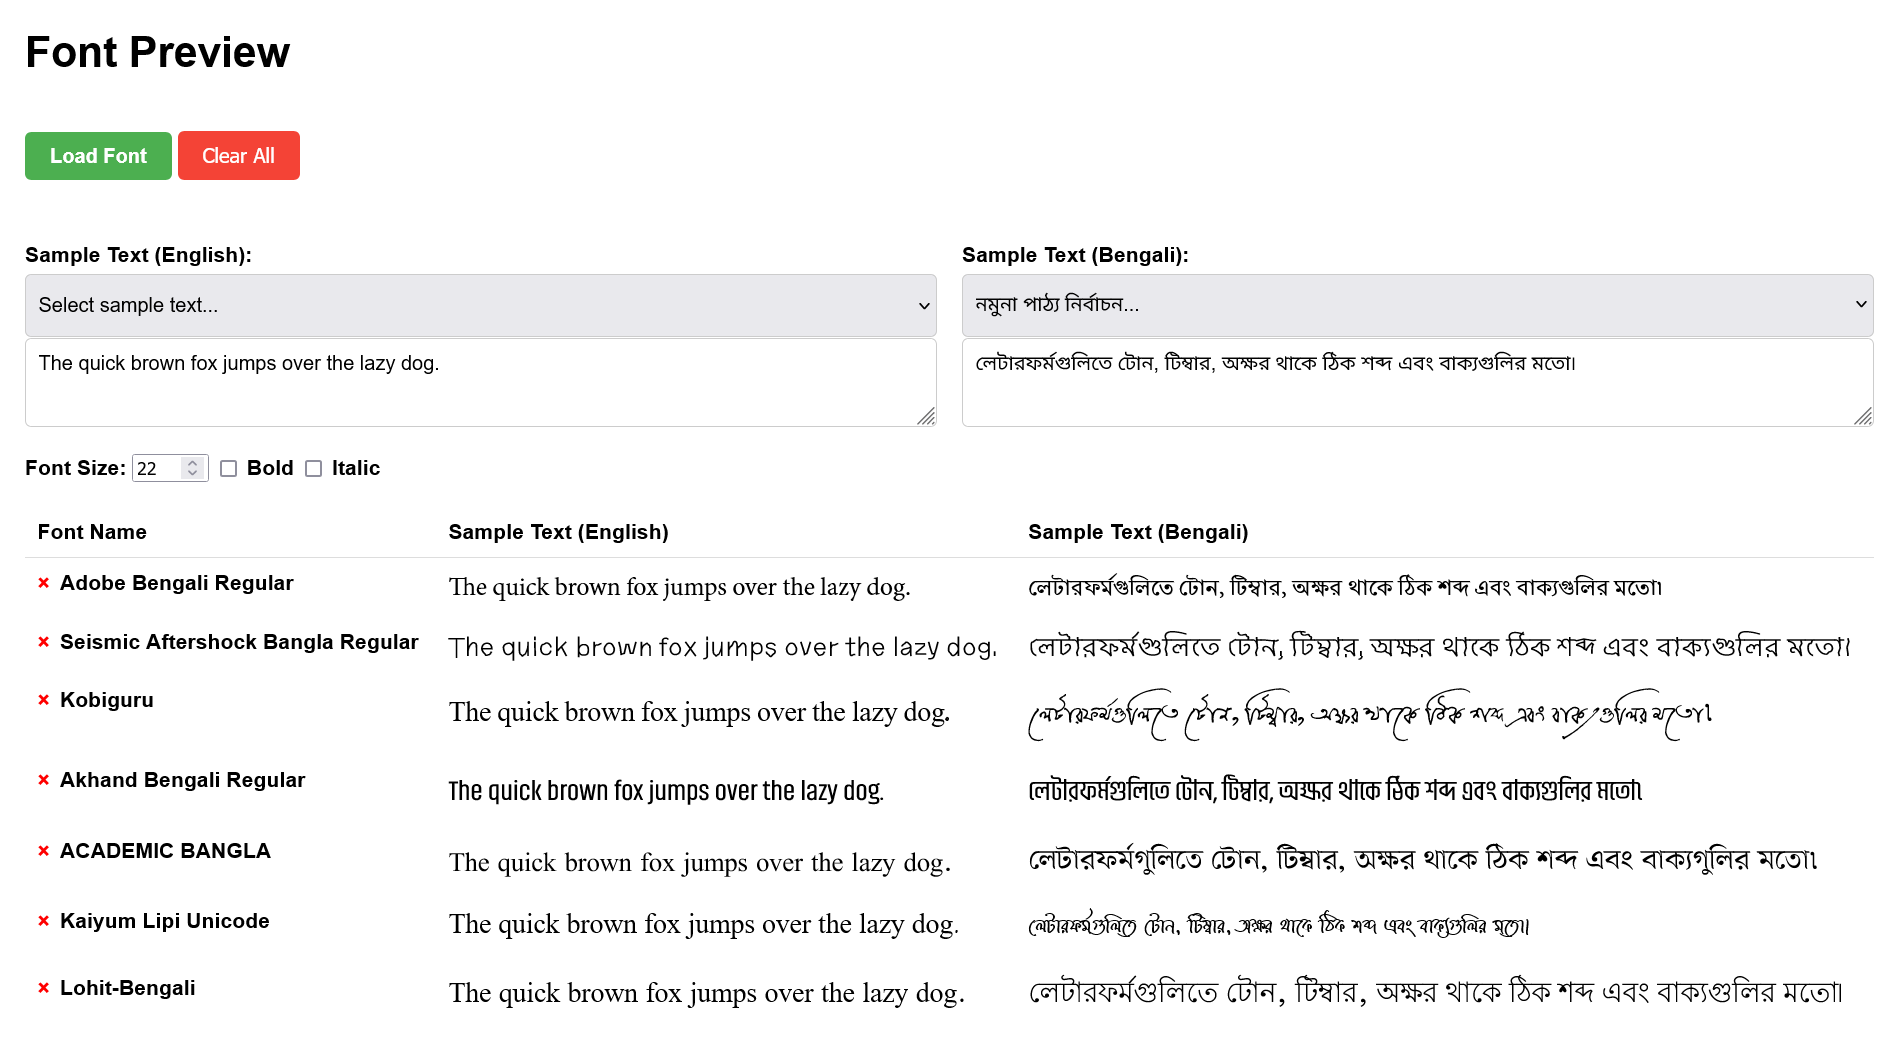 Font Preview
Load Font Clear All
Sample Text (English): Sample Text (Bengali):
Select sample text... নমুনা পাঠ্য নির্বাচন...
The quick brown fox jumps over the lazy dog. লেটারফর্মগুলিতে টোন, টিম্বার, অক্ষর থাকে ঠিক শব্দ এবং বাক্যগুলির মতো।
Font Size: 22 Bold Italic
Font Name Sample Text (English) Sample Text (Bengali)
× Adobe Bengali Regular The quick brown fox jumps over the lazy dog. লেটারফর্মগুলিতে টোন, টিম্বার, অক্ষর থাকে ঠিক শব্দ এবং বাক্যগুলির মতো।
× Seismic Aftershock Bangla Regular The quick brown fox jumps over the lazy dog. লেটারফর্মগুলিতে টোন, টিম্বার, অক্ষর থাকে ঠিক শব্দ এবং বাক্যগুলির মতো।
× Kobiguru The quick brown fox jumps over the lazy dog. লেটারফর্মগুলিতে টোন, টিম্বার, অক্ষর থাকে ঠিক শব্দ এবং বাক্যগুলির মতো।
× Akhand Bengali Regular The quick brown fox jumps over the lazy dog. লেটারফর্মগুলিতে টোন, টিম্বার, অক্ষর থাকে ঠিক শব্দ এবং বাক্যগুলির মতো।
× ACADEMIC BANGLA The quick brown fox jumps over the lazy dog. লেটারফর্মগুলিতে টোন, টিম্বার, অক্ষর থাকে ঠিক শব্দ এবং বাক্যগুলির মতো।
× Kaiyum Lipi Unicode The quick brown fox jumps over the lazy dog. লেটারফর্মগুলিতে টোন, টিম্বার, অক্ষর থাকে ঠিক শব্দ এবং বাক্যগুলির মতো।
× Lohit-Bengali The quick brown fox jumps over the lazy dog. লেটারফর্মগুলিতে টোন, টিম্বার, অক্ষর থাকে ঠিক শব্দ এবং বাক্যগুলির মতো।